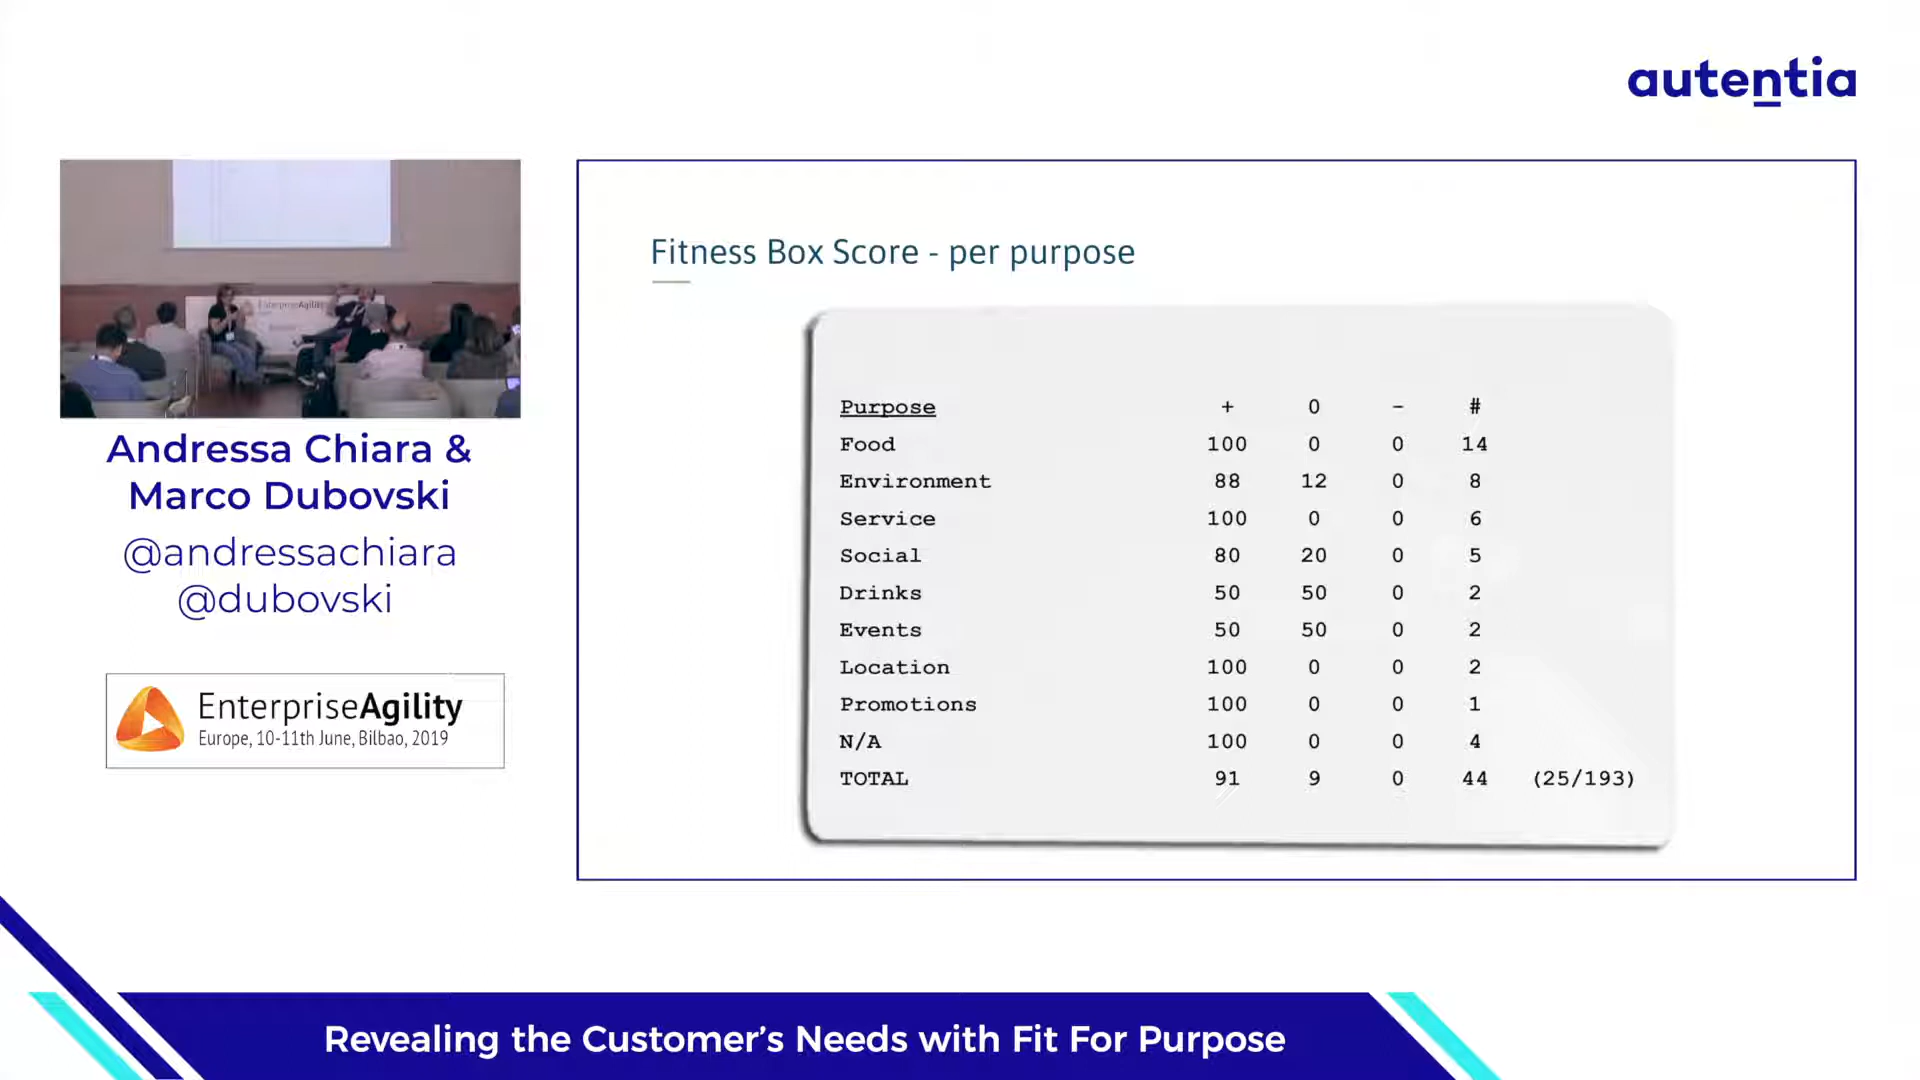 autentia
EnterpriseAgility
Andressa Chiara &
Marco Dubovski
@andressachiara
@dubovski
EnterpriseAgility
Europe, 10-11th June, Bilbao, 2019
Fitness Box Score - per purpose
Purpose + 0 - #
Food 100 0 0 14
Environment 88 12 0 8
Service 100 0 0 6
Social 80 20 0 5
Drinks 50 50 0 2
Events 50 50 0 2
Location 100 0 0 2
Promotions 100 0 0 1
N/A 100 0 0 4
TOTAL 91 9 0 44 (25/193)
Revealing the Customer’s Needs with Fit For Purpose